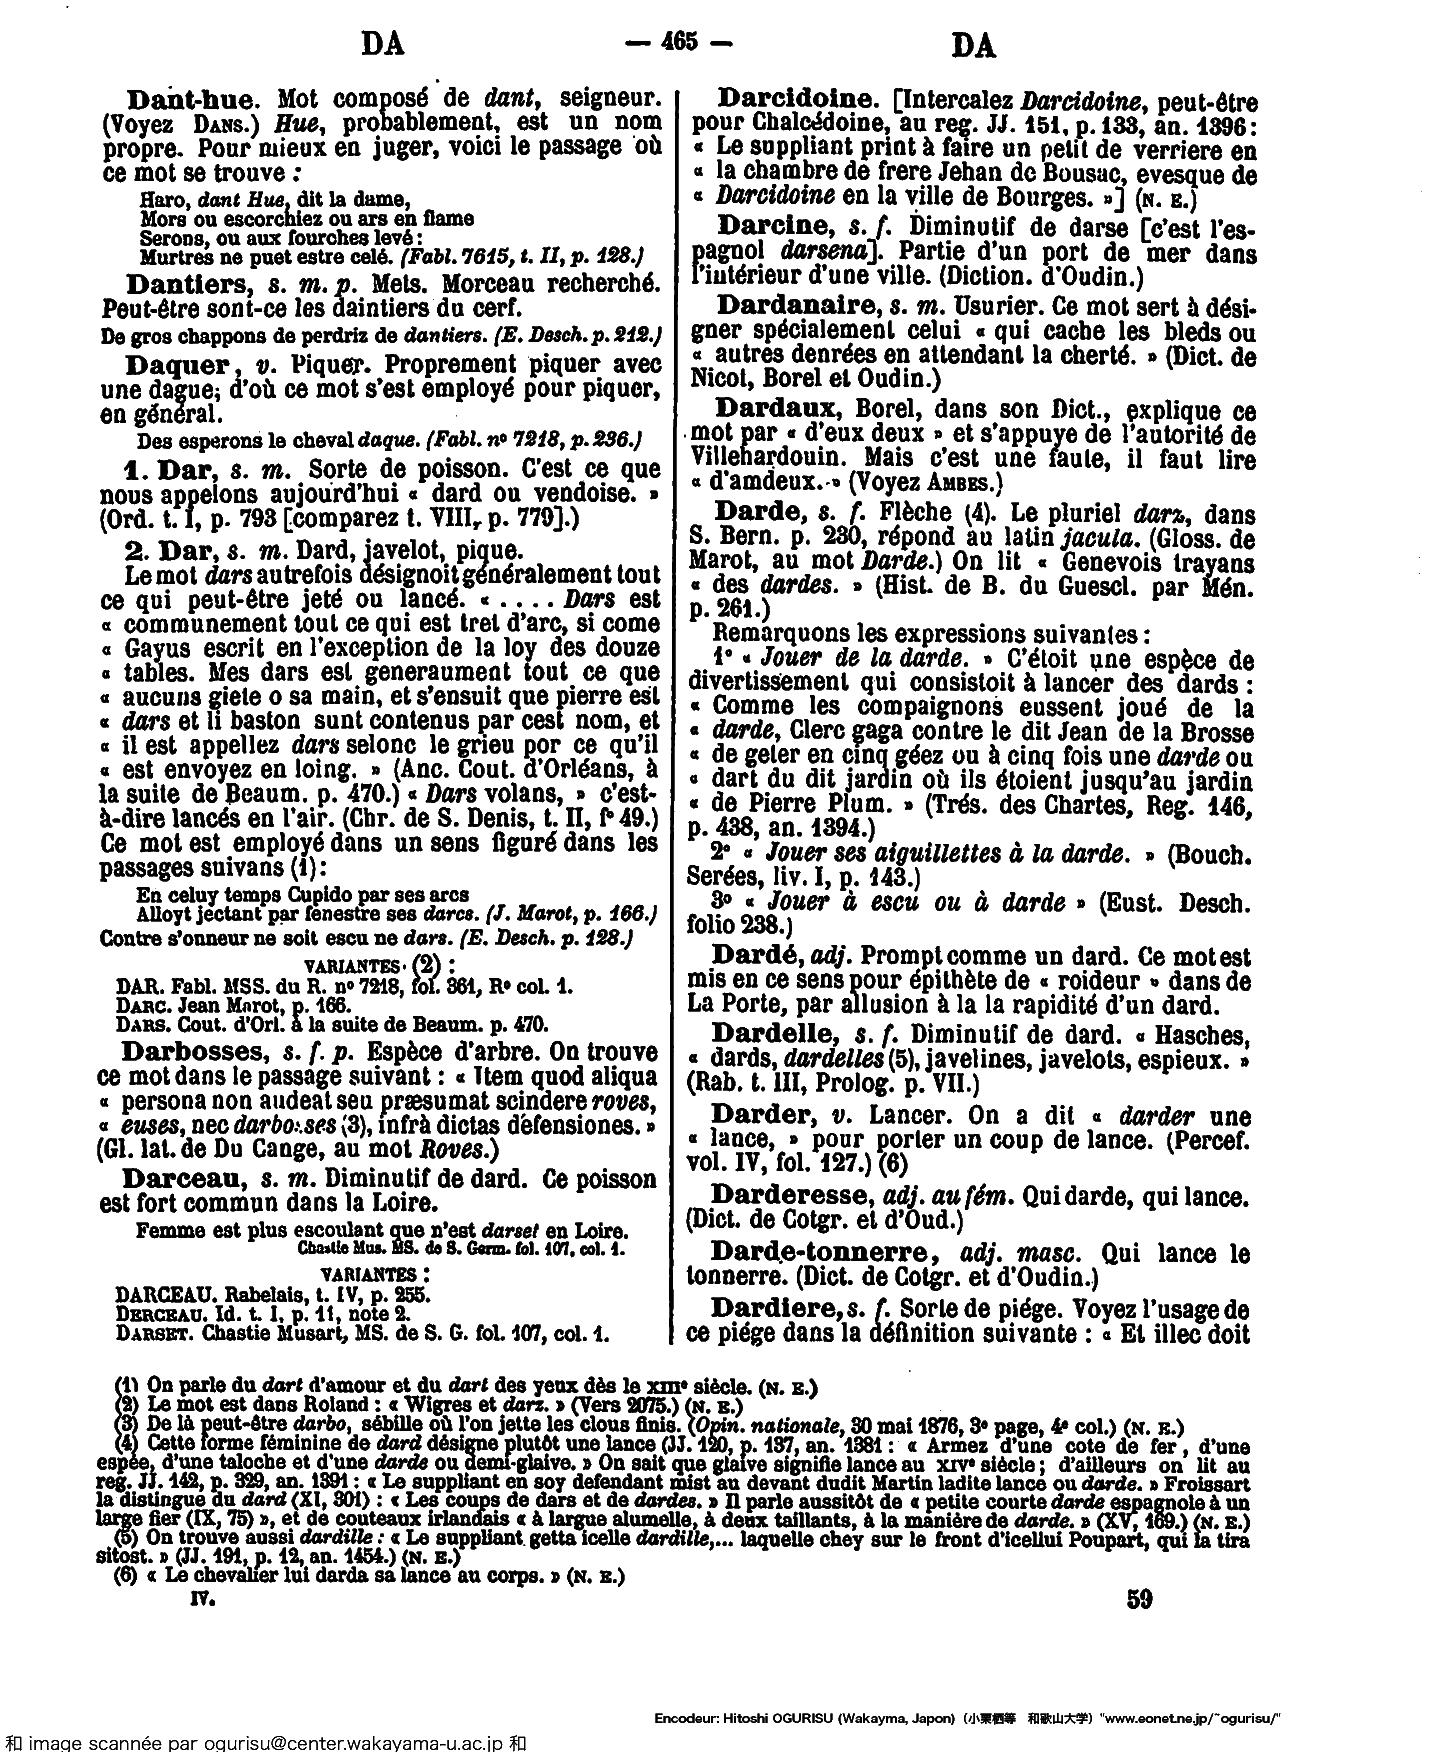 DA — 465 — DA
Dant-hue. Mot composé de dant, seigneur.
(Voyez DANS.) Hue, probablement, est un nom
propre. Pour mieux en juger, voici le passage où
ce mot se trouve :
Haro, dant Hue, dit la dame,
Mors ou escorchiez ou ars en flame
Serons, ou aux fourches levé :
Murtres ne puet estre celé. (Fabl. 7615, t. II, p. 128.)
Dantiers, s. m. p. Mets. Morceau recherché.
Peut-être sont-ce les daintiers du cerf.
De gros chappons de perdriz de dantiers. (E. Desch. p. 212.)
Daquer, v. Piquer. Proprement piquer avec
une dague; d'où ce mot s'est employé pour piquer,
en général.
Des esperons le cheval daque. (Fabl. nº 7218, p. 236.)
1. Dar, s. m. Sorte de poisson. C'est ce que
nous appelons aujourd'hui « dard ou vendoise. »
(Ord. t. I, p. 793 [comparez t. VIII, p. 779].)
2. Dar, s. m. Dard, javelot, pique.
Le mot dars autrefois désignoit généralement tout
ce qui peut-être jeté ou lancé. « .... Dars est
« communement tout ce qui est tret d'arc, si come
« Gayus escrit en l'exception de la loy des douze
« tables. Mes dars est generaument tout ce que
« aucuns giete o sa main, et s'ensuit que pierre est
« dars et li baston sunt contenus par cest nom, et
« il est appellez dars selonc le grieu por ce qu'il
« est envoyez en loing. » (Anc. Cout. d'Orléans, à
la suite de Beaum. p. 470.) « Dars volans, » c'est-
à-dire lancés en l'air. (Chr. de S. Denis, t. II, fº 49.)
Ce mot est employé dans un sens figuré dans les
passages suivans (1) :
En celuy temps Cupido par ses arcs
Alloyt jectant par fenestre ses darcs. (J. Marot, p. 166.)
Contre s'onneur ne soit escu ne dars. (E. Desch. p. 128.)
VARIANTES (2) :
DAR. Fabl. MSS. du R. nº 7218, fol. 361, Rº col. 1.
DARC. Jean Marot, p. 166.
DARS. Cout. d'Orl. à la suite de Beaum. p. 470.
Darbosses, s. f. p. Espèce d'arbre. On trouve
ce mot dans le passage suivant : « Item quod aliqua
« persona non audeat seu præsumat scindere roves,
« euses, nec darbosses (3), infrà dictas défensiones. »
(Gl. lat. de Du Cange, au mot Roves.)
Darceau, s. m. Diminutif de dard. Ce poisson
est fort commun dans la Loire.
Femme est plus escoulant que n'est darset en Loire.
Chastie Mus. MS. de S. Germ. fol. 107, col. 1.
VARIANTES :
DARCEAU. Rabelais, t. IV, p. 255.
DERCEAU. Id. t. I, p. 11, note 2.
DARSET. Chastie Musart, MS. de S. G. fol. 107, col. 1.
Darcidoine. [Intercalez Darcidoine, peut-être
pour Chalcédoine, au reg. JJ. 151, p. 133, an. 1396 :
« Le suppliant print à faire un petit de verriere en
« la chambre de frere Jehan de Bousac, evesque de
« Darcidoine en la ville de Bourges. »] (N. E.)
Darcine, s. f. Diminutif de darse [c'est l'es-
pagnol darsena]. Partie d'un port de mer dans
l'intérieur d'une ville. (Diction. d'Oudin.)
Dardanaire, s. m. Usurier. Ce mot sert à dési-
gner spécialement celui « qui cache les bleds ou
« autres denrées en attendant la cherté. » (Dict. de
Nicot, Borel et Oudin.)
Dardaux, Borel, dans son Dict., explique ce
mot par « d'eux deux » et s'appuye de l'autorité de
Villehardouin. Mais c'est une faute, il faut lire
« d'amdeux. » (Voyez AMBES.)
Darde, s. f. Flèche (4). Le pluriel darz, dans
S. Bern. p. 230, répond au latin jacula. (Gloss. de
Marot, au mot Darde.) On lit « Genevois trayans
« des dardes. » (Hist. de B. du Guescl. par Mén.
p. 261.)
Remarquons les expressions suivantes :
1º « Jouer de la darde. » C'étoit une espèce de
divertissement qui consistoit à lancer des dards :
« Comme les compaignons eussent joué de la
« darde, Clerc gaga contre le dit Jean de la Brosse
« de geter en cinq géez ou à cinq fois une darde ou
« dart du dit jardin où ils étoient jusqu'au jardin
« de Pierre Plum. » (Trés. des Chartes, Reg. 146,
p. 438, an. 1394.)
2º « Jouer ses aiguillettes à la darde. » (Bouch.
Serées, liv. I, p. 143.)
3º « Jouer à escu ou à darde » (Eust. Desch.
folio 238.)
Dardé, adj. Prompt comme un dard. Ce mot est
mis en ce sens pour épithète de « roideur » dans de
La Porte, par allusion à la la rapidité d'un dard.
Dardelle, s. f. Diminutif de dard. « Hasches,
« dards, dardelles (5), javelines, javelots, espieux. »
(Rab. t. III, Prolog. p. VII.)
Darder, v. Lancer. On a dit « darder une
« lance, » pour porter un coup de lance. (Percef.
vol. IV, fol. 127.) (6)
Darderesse, adj. au fém. Qui darde, qui lance.
(Dict. de Cotgr. et d'Oud.)
Darde-tonnerre, adj. masc. Qui lance le
tonnerre. (Dict. de Cotgr. et d'Oudin.)
Dardiere, s. f. Sorte de piége. Voyez l'usage de
ce piége dans la définition suivante : « Et illec doit
(1) On parle du dart d'amour et du dart des yeux dès le XIIIe siècle. (N. E.)
(2) Le mot est dans Roland : « Wigres et darz. » (Vers 2075.) (N. E.)
(3) De là peut-être darbo, sébille où l'on jette les clous finis. (Opin. nationale, 30 mai 1876, 3e page, 4e col.) (N. E.)
(4) Cette forme féminine de dard désigne plutôt une lance (JJ. 120, p. 137, an. 1381 : « Armez d'une cote de fer, d'une
espée, d'une taloche et d'une darde ou demi-glaive. » On sait que glaive signifie lance au XIVe siècle ; d'ailleurs on lit au
reg. JJ. 142, p. 329, an. 1391 : « Le suppliant en soy defendant mist au devant dudit Martin ladite lance ou darde. » Froissart
la distingue du dard (XI, 301) : « Les coups de dars et de dardes. » Il parle aussitôt de « petite courte darde espagnole à un
large fier (IX, 75) », et de couteaux irlandais « à largue alumelle, à deux taillants, à la manière de darde. » (XV, 169.) (N. E.)
(5) On trouve aussi dardille : « Le suppliant getta icelle dardille,... laquelle chey sur le front d'icellui Poupart, qui la tira
sitost. » (JJ. 191, p. 12, an. 1454.) (N. E.)
(6) « Le chevalier lui darda sa lance au corps. » (N. E.)
IV. 59
Encodeur: Hitoshi OGURISU (Wakayma, Japon) (小栗栖等 和歌山大学) "www.eonet.ne.jp/~ogurisu/"
和 image scannée par ogurisu@center.wakayama-u.ac.jp 和